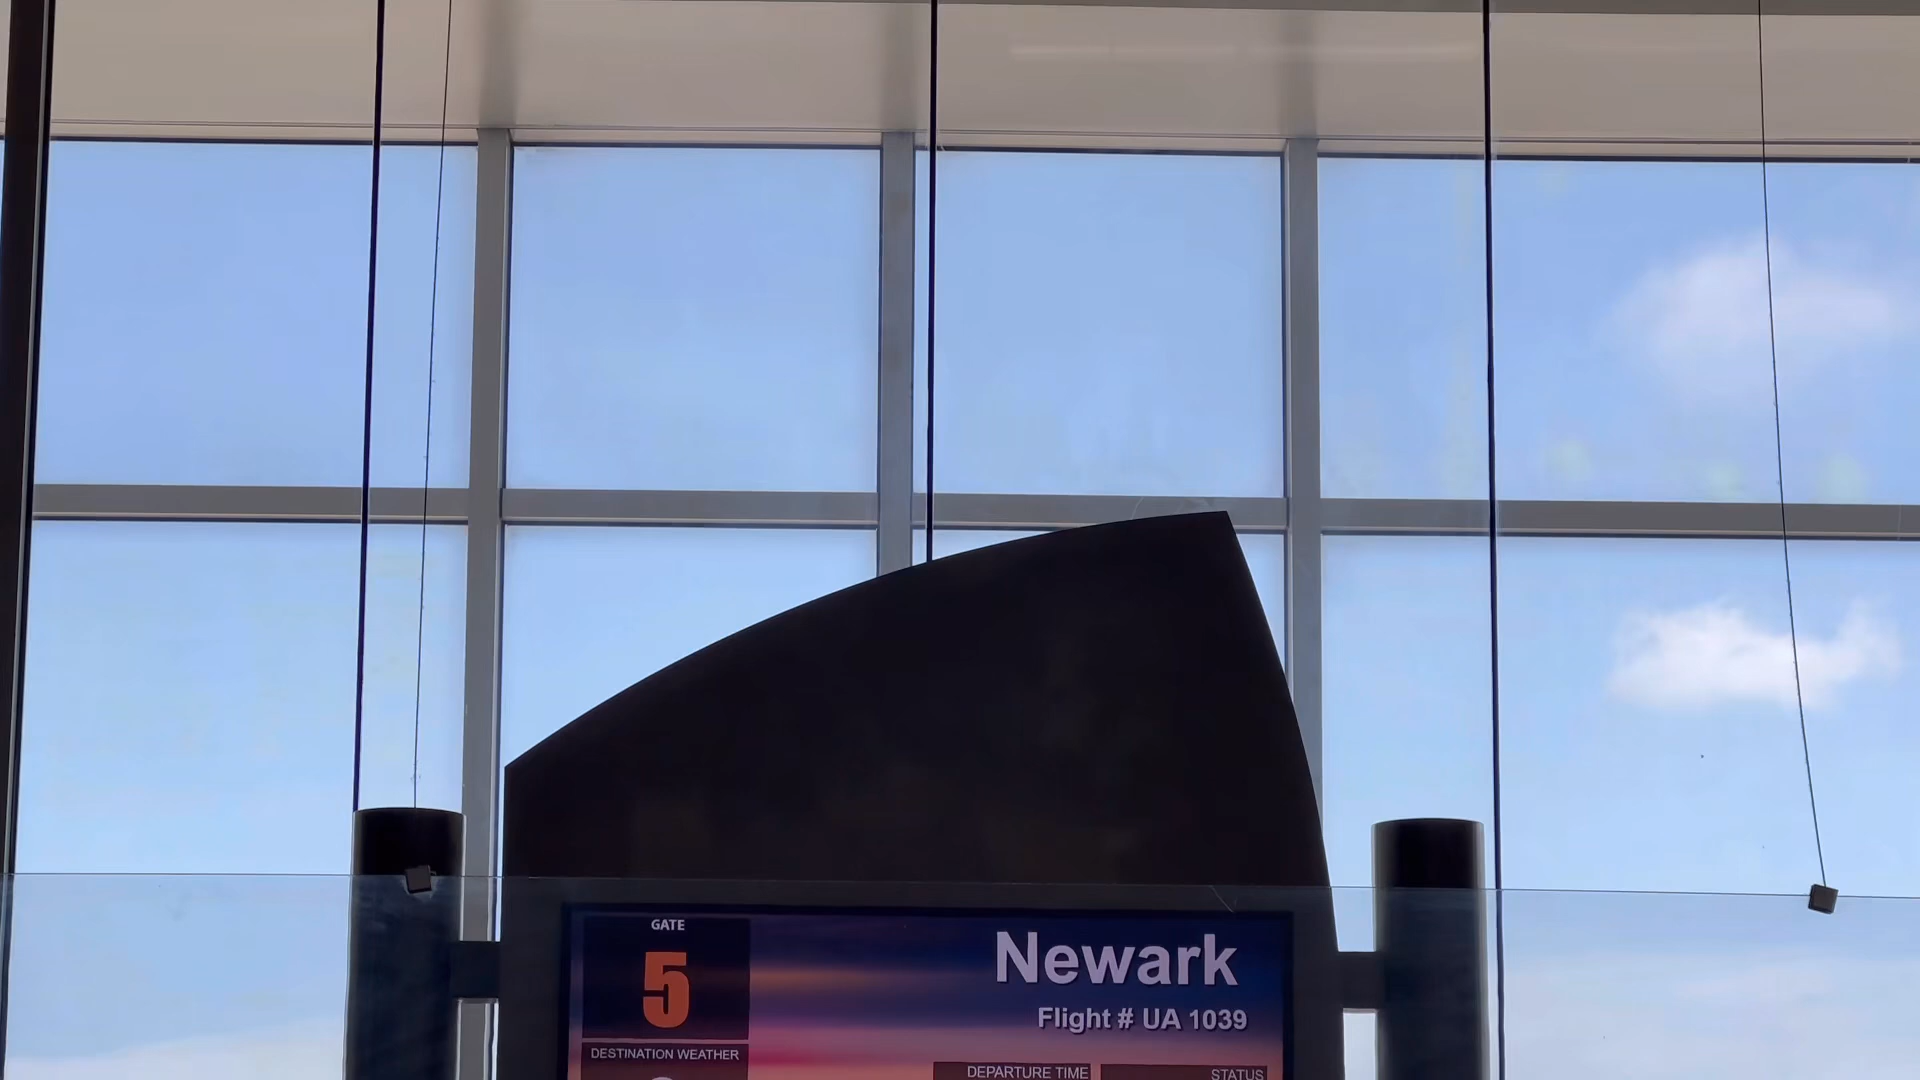 GATE
5
Newark
Flight # UA 1039
DESTINATION WEATHER
DEPARTURE TIME
STATUS